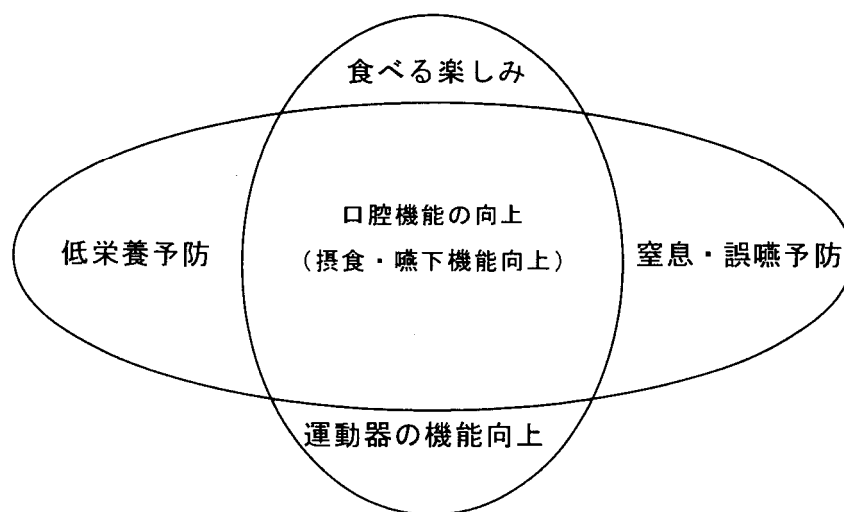 食べる楽しみ
口腔機能の向上
低栄養予防
（摂食・嚥下機能向上）
窒息・誤嚥予防
運動器の機能向上